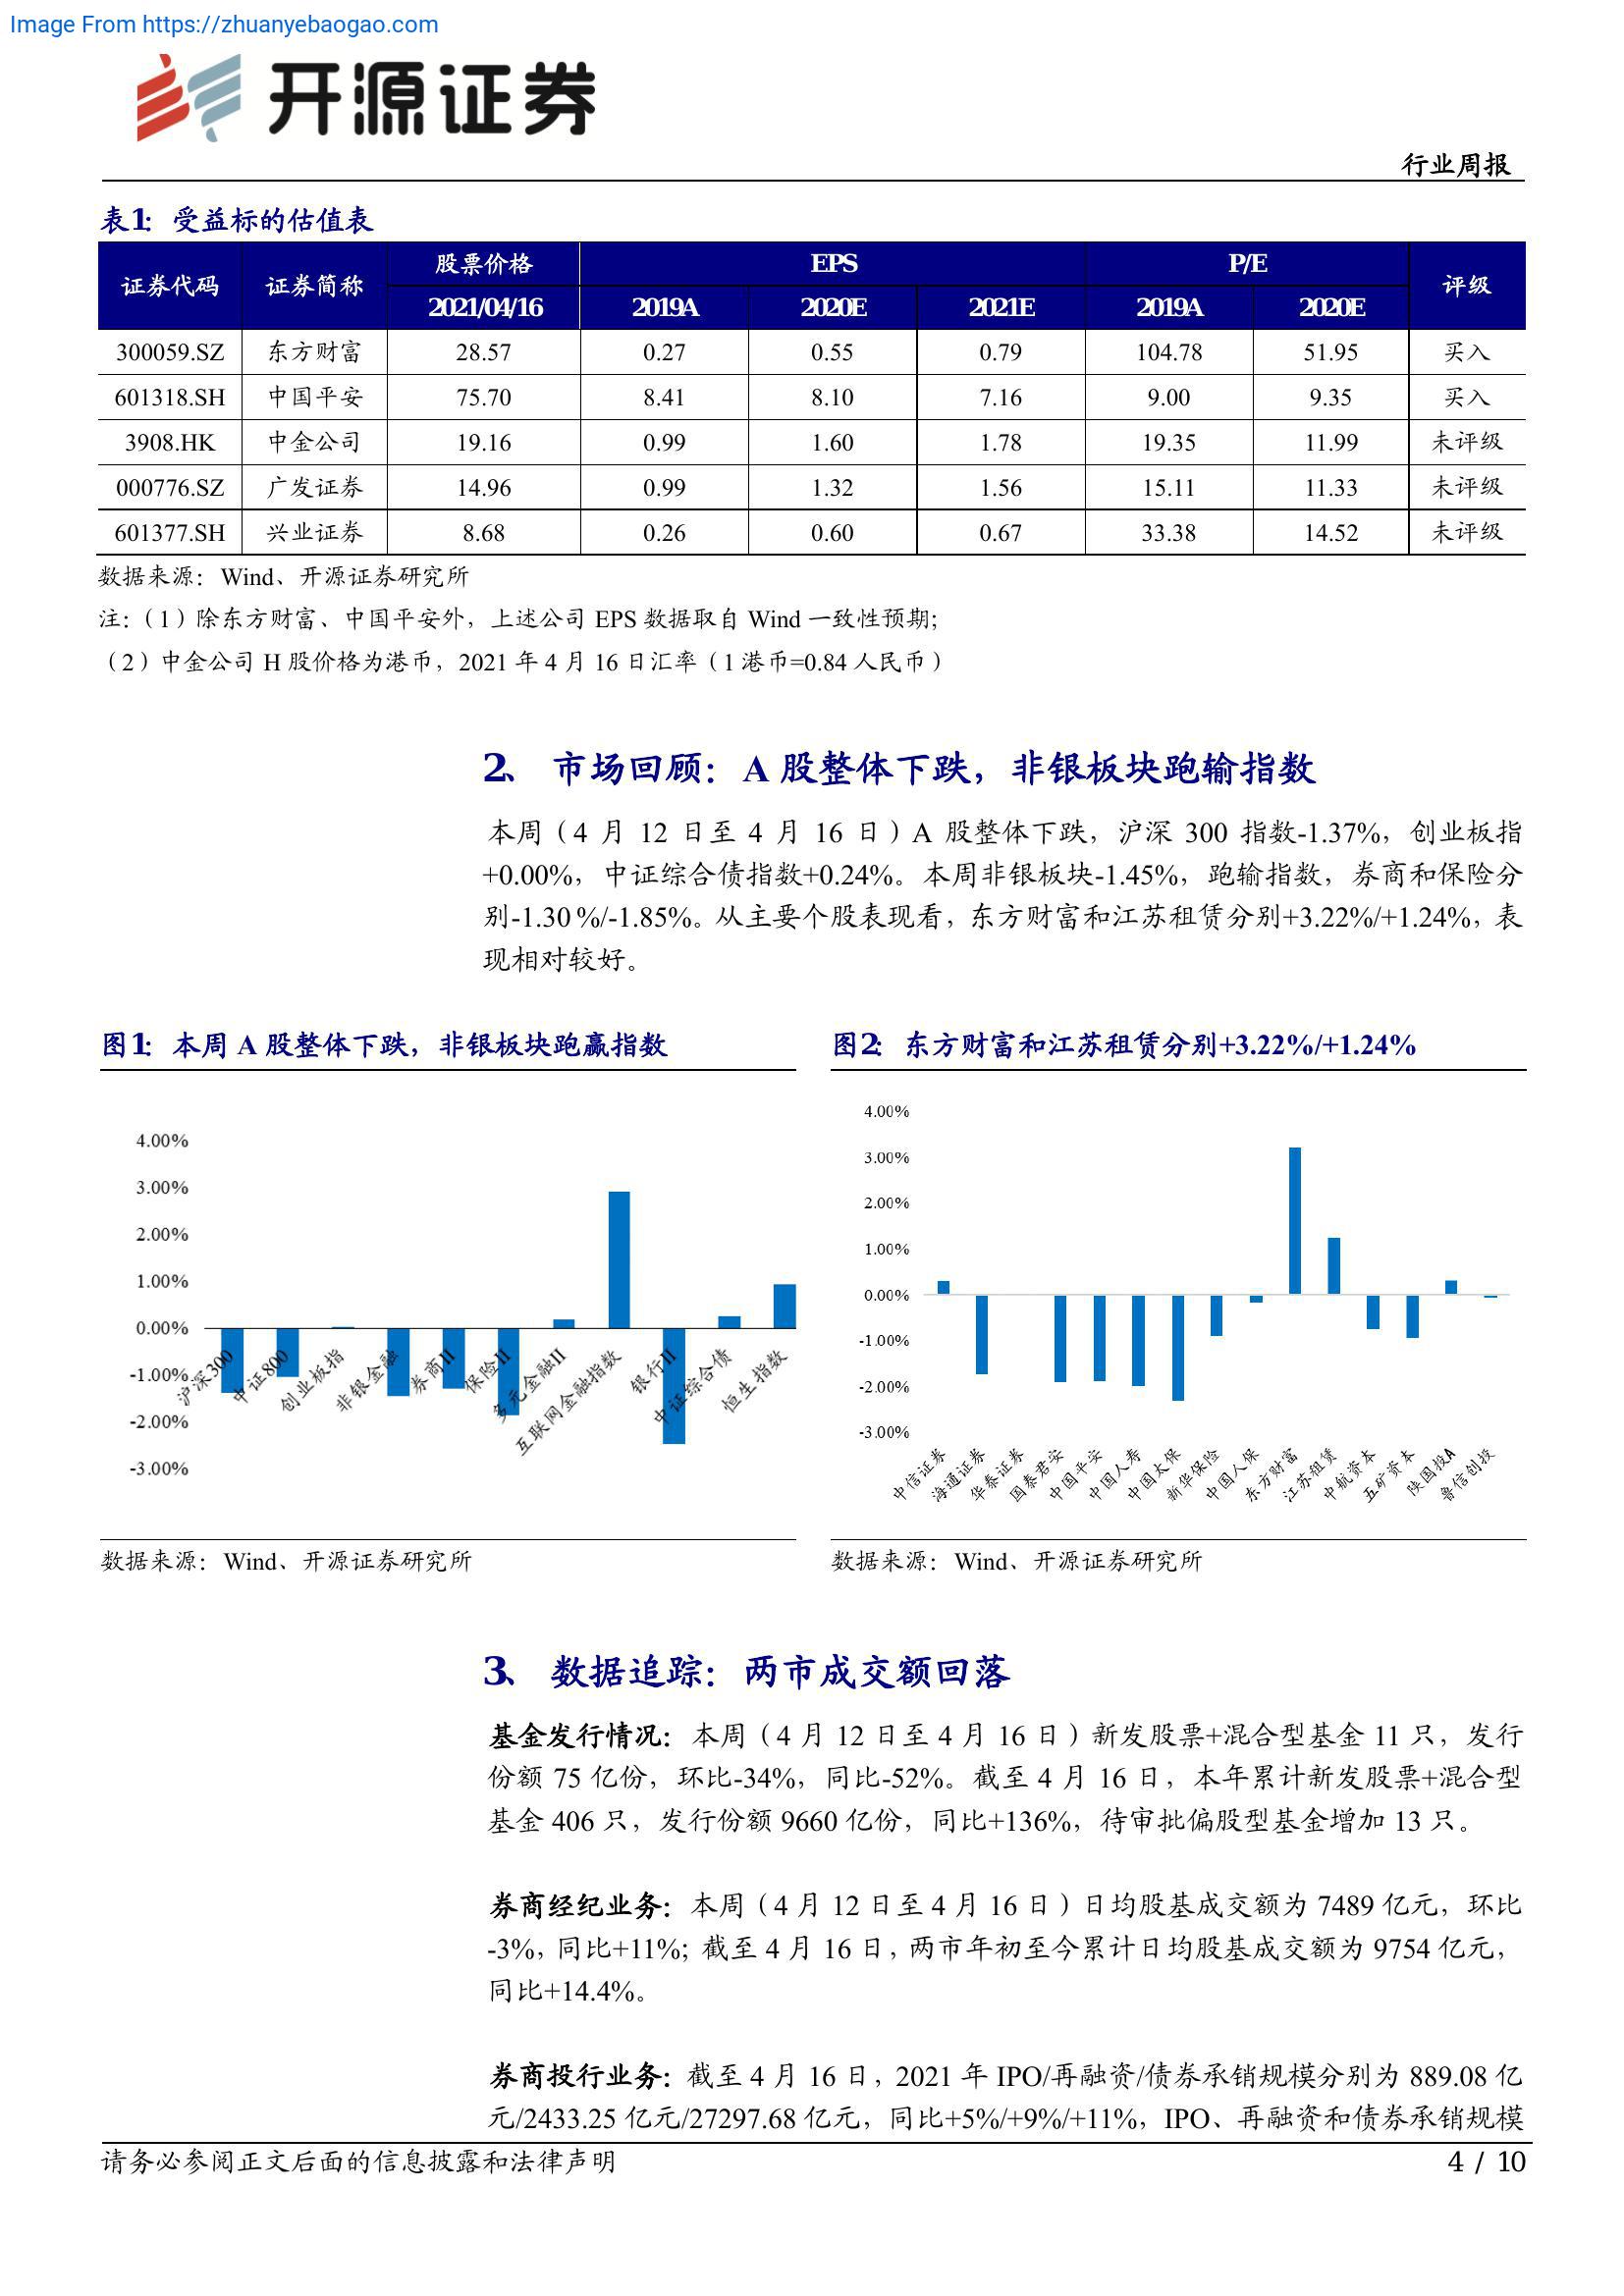 Image From https://zhuanyebaogao.com
开源证券
行业周报
表1：受益标的估值表
证券代码 证券简称 股票价格 EPS P/E 评级
2021/04/16 2019A 2020E 2021E 2019A 2020E
300059.SZ 东方财富 28.57 0.27 0.55 0.79 104.78 51.95 买入
601318.SH 中国平安 75.70 8.41 8.10 7.16 9.00 9.35 买入
3908.HK 中金公司 19.16 0.99 1.60 1.78 19.35 11.99 未评级
000776.SZ 广发证券 14.96 0.99 1.32 1.56 15.11 11.33 未评级
601377.SH 兴业证券 8.68 0.26 0.60 0.67 33.38 14.52 未评级
数据来源：Wind、开源证券研究所
注：（1）除东方财富、中国平安外，上述公司 EPS 数据取自 Wind 一致性预期；
（2）中金公司 H 股价格为港币，2021 年 4 月 16 日汇率（1 港币=0.84 人民币）
2、 市场回顾：A 股整体下跌，非银板块跑输指数
本周（4 月 12 日至 4 月 16 日）A 股整体下跌，沪深 300 指数-1.37%，创业板指
+0.00%，中证综合债指数+0.24%。本周非银板块-1.45%，跑输指数，券商和保险分
别-1.30 %/-1.85%。从主要个股表现看，东方财富和江苏租赁分别+3.22%/+1.24%，表
现相对较好。
图1：本周 A 股整体下跌，非银板块跑赢指数
4.00%
3.00%
2.00%
1.00%
0.00%
-1.00%
-2.00%
-3.00%
沪深300
中证800
创业板指
非银金融
券商II
保险II
多元金融II
互联网金融指数
银行II
中证综合债
恒生指数
数据来源：Wind、开源证券研究所
图2：东方财富和江苏租赁分别+3.22%/+1.24%
4.00%
3.00%
2.00%
1.00%
0.00%
-1.00%
-2.00%
-3.00%
中信证券
海通证券
华泰证券
国泰君安
中国平安
中国人寿
中国太保
新华保险
中国人保
东方财富
江苏租赁
中航资本
五矿资本
陕国投A
鲁信创投
数据来源：Wind、开源证券研究所
3、 数据追踪：两市成交额回落
基金发行情况：本周（4 月 12 日至 4 月 16 日）新发股票+混合型基金 11 只，发行
份额 75 亿份，环比-34%，同比-52%。截至 4 月 16 日，本年累计新发股票+混合型
基金 406 只，发行份额 9660 亿份，同比+136%，待审批偏股型基金增加 13 只。
券商经纪业务：本周（4 月 12 日至 4 月 16 日）日均股基成交额为 7489 亿元，环比
-3%，同比+11%；截至 4 月 16 日，两市年初至今累计日均股基成交额为 9754 亿元，
同比+14.4%。
券商投行业务：截至 4 月 16 日，2021 年 IPO/再融资/债券承销规模分别为 889.08 亿
元/2433.25 亿元/27297.68 亿元，同比+5%/+9%/+11%，IPO、再融资和债券承销规模
请务必参阅正文后面的信息披露和法律声明
4 / 10